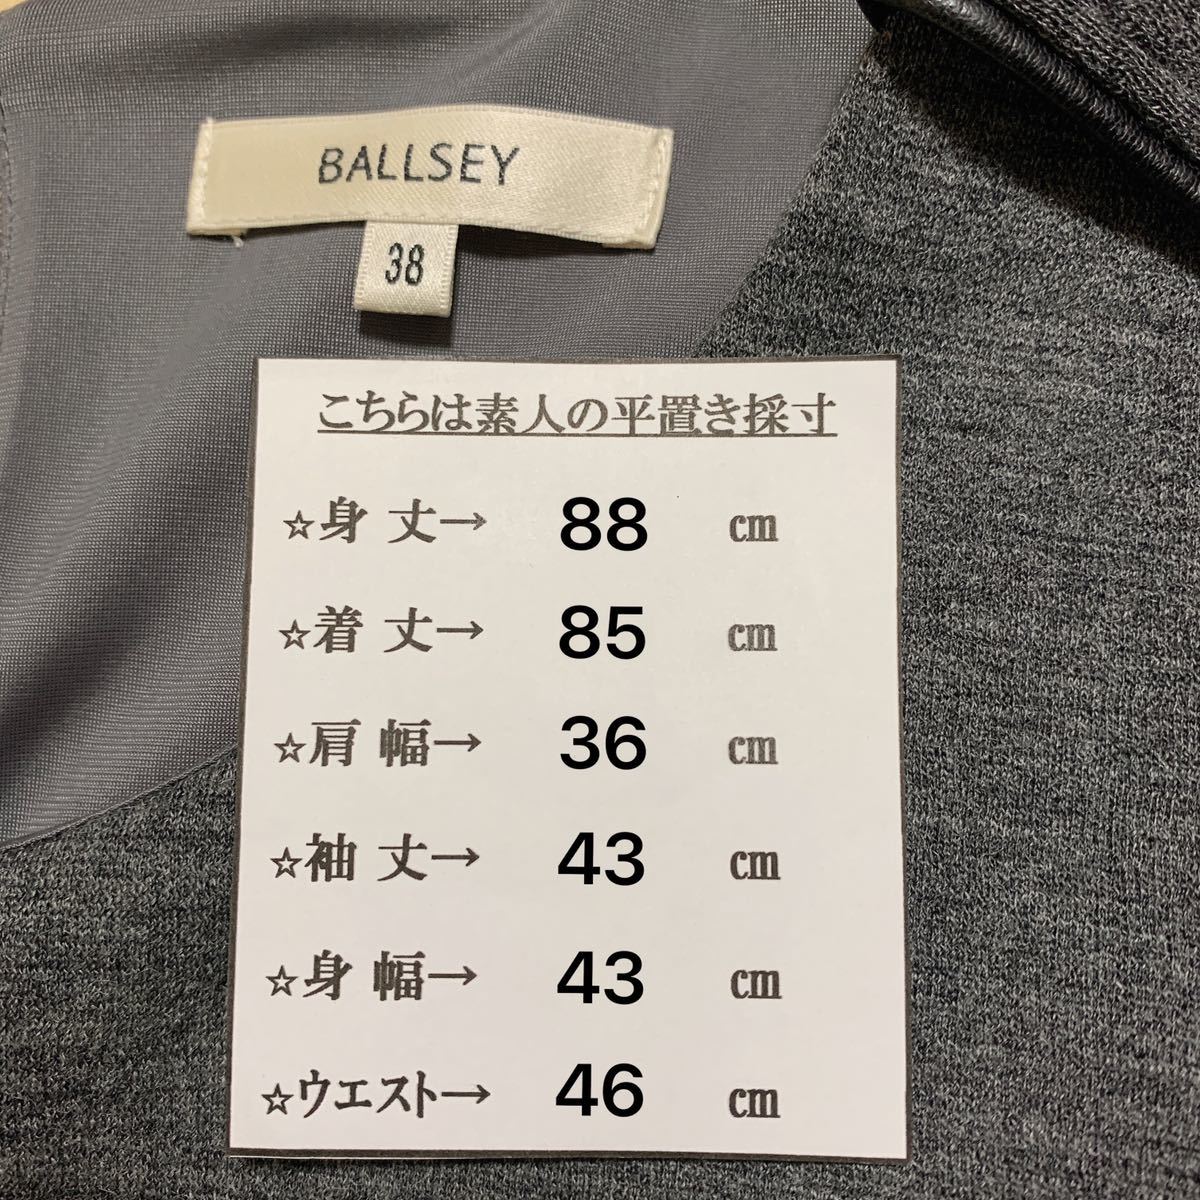 BALLSEY
38
こちらは素人の平置き採寸
☆身 丈→ 88 ㎝
☆着 丈→ 85 ㎝
☆肩 幅→ 36 ㎝
☆袖 丈→ 43 ㎝
☆身 幅→ 43 ㎝
☆ウエスト→ 46 ㎝